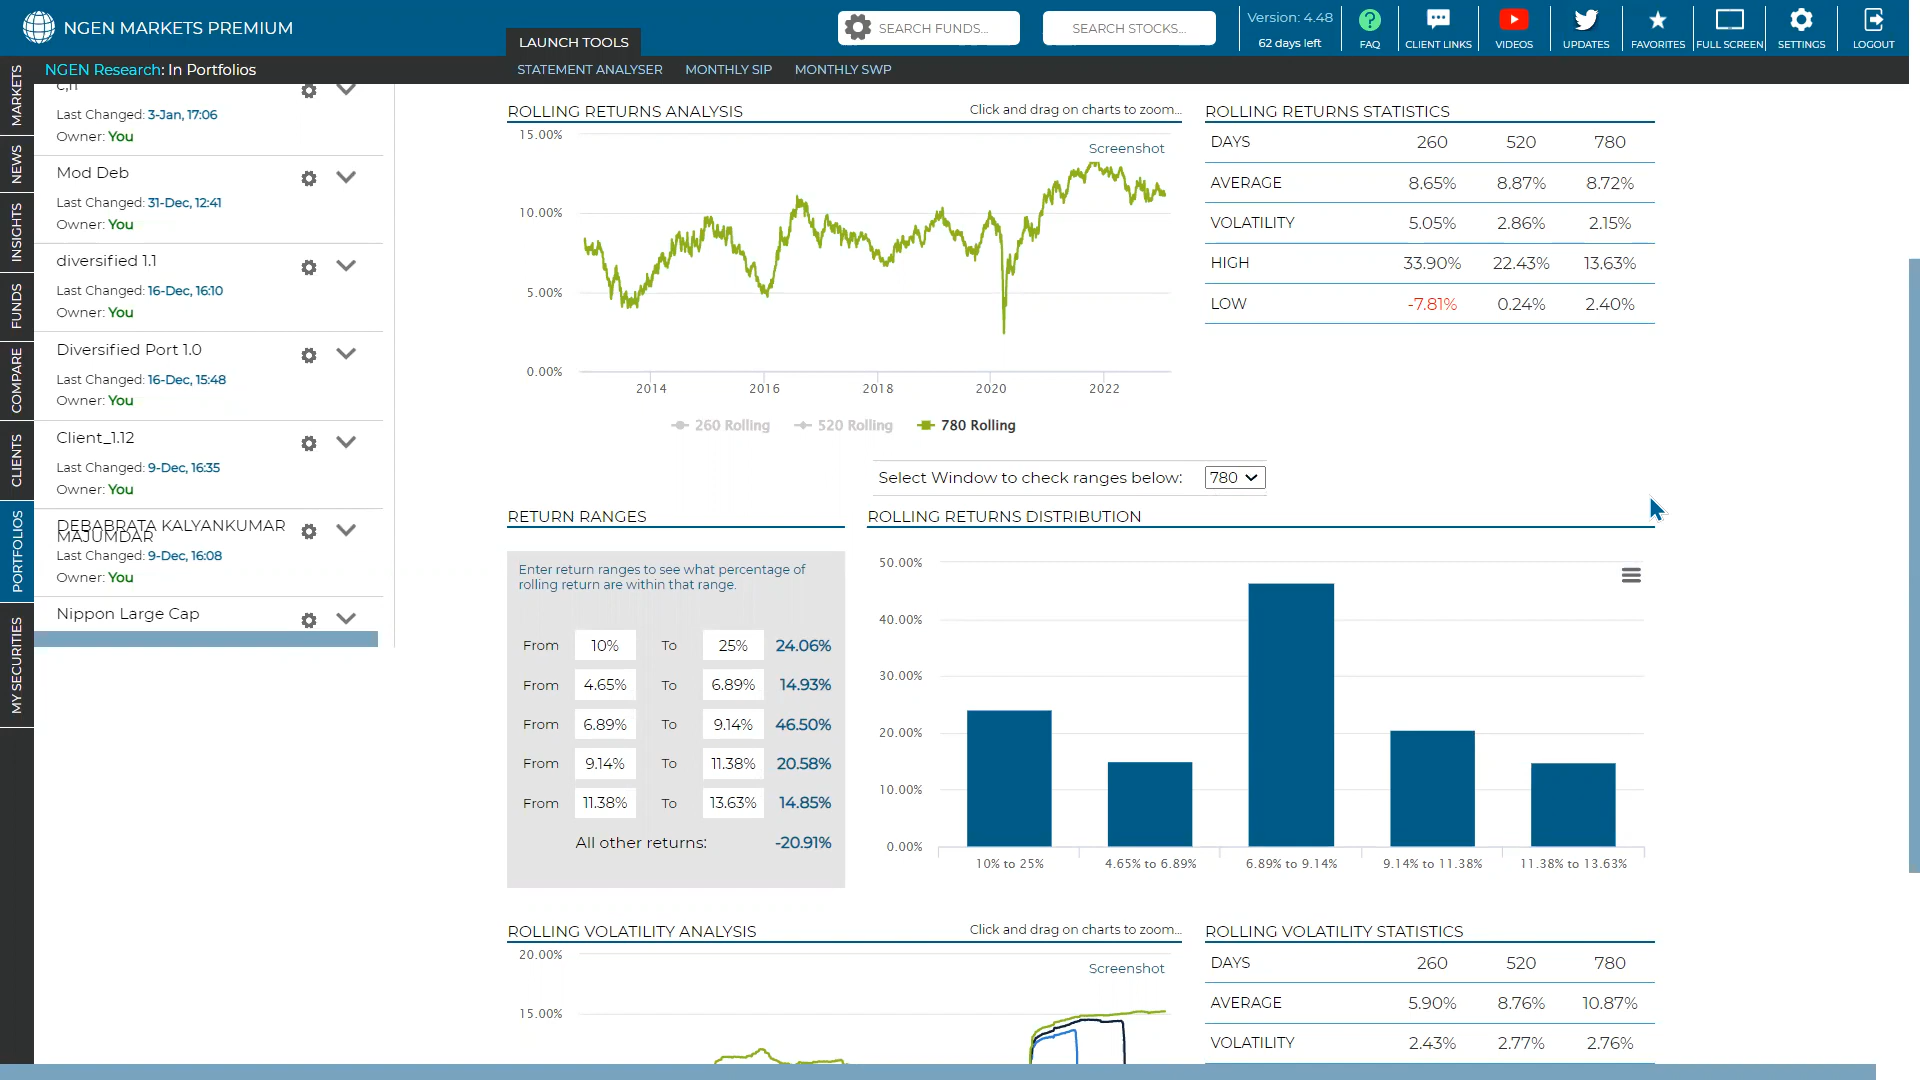 NGEN MARKETS PREMIUM
LAUNCH TOOLS
SEARCH FUNDS...
SEARCH STOCKS...
Version: 4.48
62 days left
FAQ
CLIENT LINKS
VIDEOS
UPDATES
FAVORITES
FULL SCREEN
SETTINGS
LOGOUT
NGEN Research: In Portfolios
STATEMENT ANALYSER MONTHLY SIP MONTHLY SWP
MARKETS
NEWS
INSIGHTS
FUNDS
COMPARE
CLIENTS
PORTFOLIOS
MY SECURITIES
Last Changed: 3-Jan, 17:06
Owner: You
Mod Deb
Last Changed: 31-Dec, 12:41
Owner: You
diversified 1.1
Last Changed: 16-Dec, 16:10
Owner: You
Diversified Port 1.0
Last Changed: 16-Dec, 15:48
Owner: You
Client_1.12
Last Changed: 9-Dec, 16:35
Owner: You
DEBABRATA KALYANKUMAR
MAJUMDAR
Last Changed: 9-Dec, 16:08
Owner: You
Nippon Large Cap
ROLLING RETURNS ANALYSIS
Click and drag on charts to zoom...
Screenshot
15.00%
10.00%
5.00%
0.00%
2014 2016 2018 2020 2022
260 Rolling 520 Rolling 780 Rolling
ROLLING RETURNS STATISTICS
DAYS 260 520 780
AVERAGE 8.65% 8.87% 8.72%
VOLATILITY 5.05% 2.86% 2.15%
HIGH 33.90% 22.43% 13.63%
LOW -7.81% 0.24% 2.40%
Select Window to check ranges below: 780
RETURN RANGES
Enter return ranges to see what percentage of
rolling return are within that range.
From 10% To 25% 24.06%
From 4.65% To 6.89% 14.93%
From 6.89% To 9.14% 46.50%
From 9.14% To 11.38% 20.58%
From 11.38% To 13.63% 14.85%
All other returns: -20.91%
ROLLING RETURNS DISTRIBUTION
50.00%
40.00%
30.00%
20.00%
10.00%
0.00%
10% to 25% 4.65% to 6.89% 6.89% to 9.14% 9.14% to 11.38% 11.38% to 13.63%
ROLLING VOLATILITY ANALYSIS
Click and drag on charts to zoom...
Screenshot
20.00%
15.00%
ROLLING VOLATILITY STATISTICS
DAYS 260 520 780
AVERAGE 5.90% 8.76% 10.87%
VOLATILITY 2.43% 2.77% 2.76%